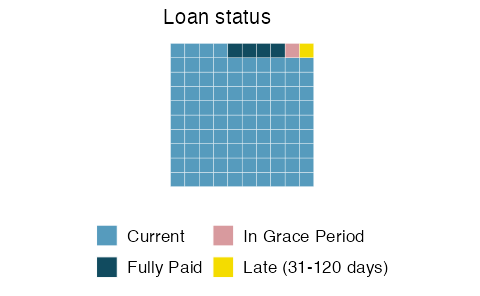 Loan status
Current
In Grace Period
Fully Paid
Late (31-120 days)